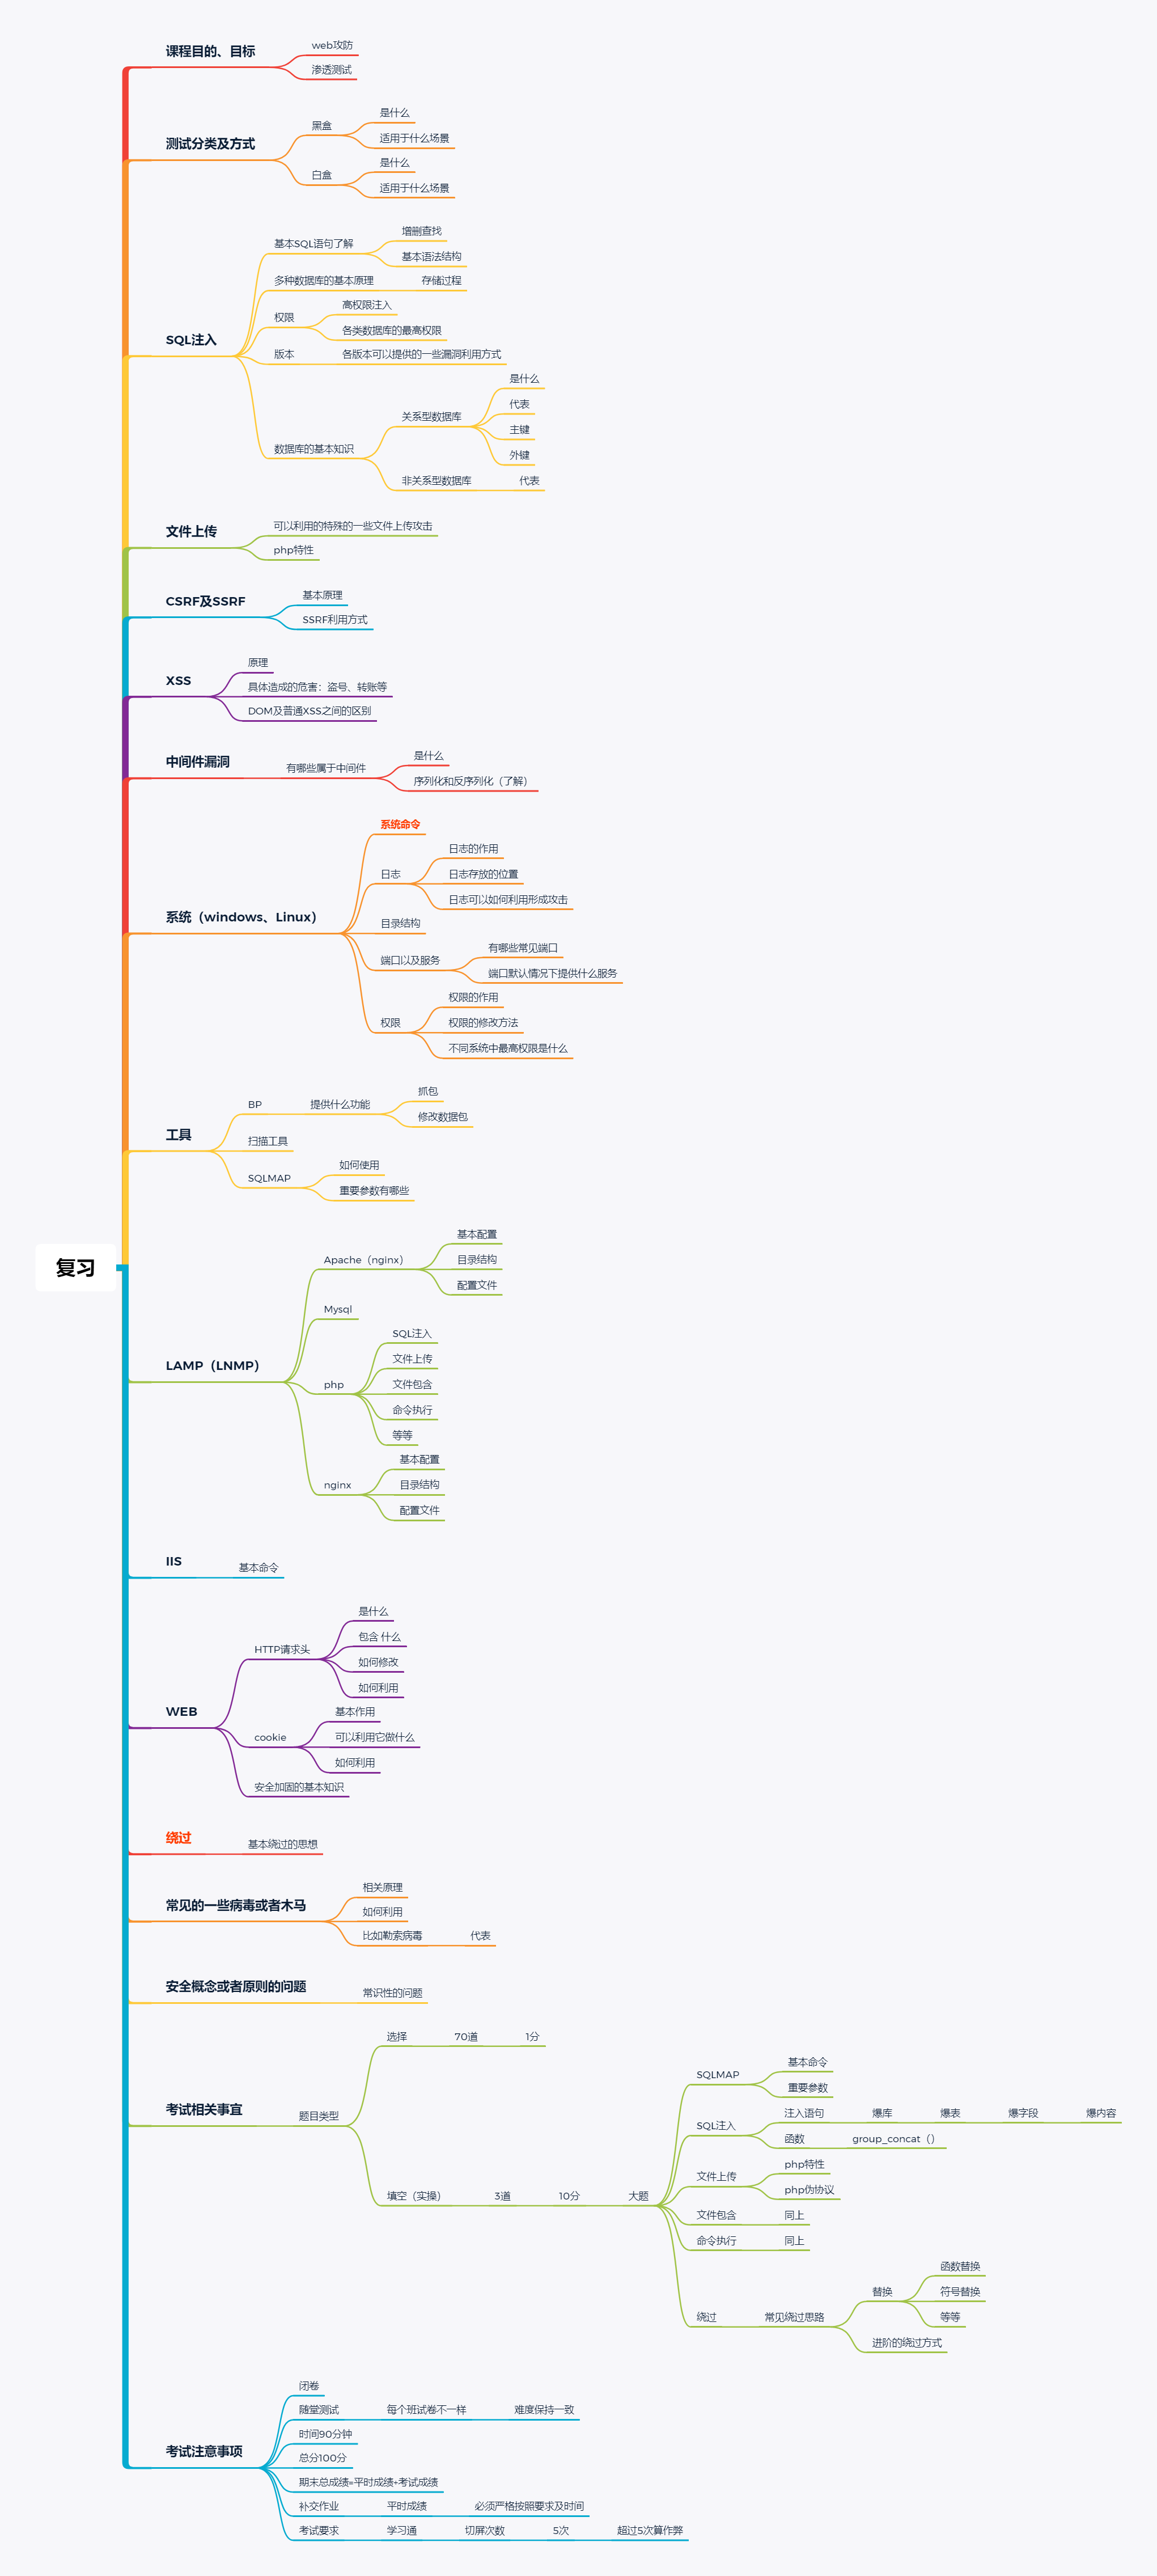 复习
课程目的、目标
web攻防
渗透测试
测试分类及方式
黑盒
是什么
适用于什么场景
白盒
是什么
适用于什么场景
SQL注入
基本SQL语句了解
增删查找
基本语法结构
多种数据库的基本原理
存储过程
权限
高权限注入
各类数据库的最高权限
版本
各版本可以提供的一些漏洞利用方式
数据库的基本知识
关系型数据库
是什么
代表
主键
外键
非关系型数据库
代表
文件上传
可以利用的特殊的一些文件上传攻击
php特性
CSRF及SSRF
基本原理
SSRF利用方式
XSS
原理
具体造成的危害：盗号、转账等
DOM及普通XSS之间的区别
中间件漏洞
有哪些属于中间件
是什么
序列化和反序列化（了解）
系统（windows、Linux）
系统命令
日志
日志的作用
日志存放的位置
日志可以如何利用形成攻击
目录结构
端口以及服务
有哪些常见端口
端口默认情况下提供什么服务
权限
权限的作用
权限的修改方法
不同系统中最高权限是什么
工具
BP
提供什么功能
抓包
修改数据包
扫描工具
SQLMAP
如何使用
重要参数有哪些
LAMP（LNMP）
Apache（nginx）
基本配置
目录结构
配置文件
Mysql
php
SQL注入
文件上传
文件包含
命令执行
等等
nginx
基本配置
目录结构
配置文件
IIS
基本命令
WEB
HTTP请求头
是什么
包含 什么
如何修改
如何利用
cookie
基本作用
可以利用它做什么
如何利用
安全加固的基本知识
绕过
基本绕过的思想
常见的一些病毒或者木马
相关原理
如何利用
比如勒索病毒
代表
安全概念或者原则的问题
常识性的问题
考试相关事宜
题目类型
选择
70道
1分
填空（实操）
3道
10分
大题
SQLMAP
基本命令
重要参数
SQL注入
注入语句
爆库
爆表
爆字段
爆内容
函数
group_concat（）
文件上传
php特性
php伪协议
文件包含
同上
命令执行
同上
绕过
常见绕过思路
替换
函数替换
符号替换
等等
进阶的绕过方式
考试注意事项
闭卷
随堂测试
每个班试卷不一样
难度保持一致
时间90分钟
总分100分
期末总成绩=平时成绩+考试成绩
补交作业
平时成绩
必须严格按照要求及时间
考试要求
学习通
切屏次数
5次
超过5次算作弊